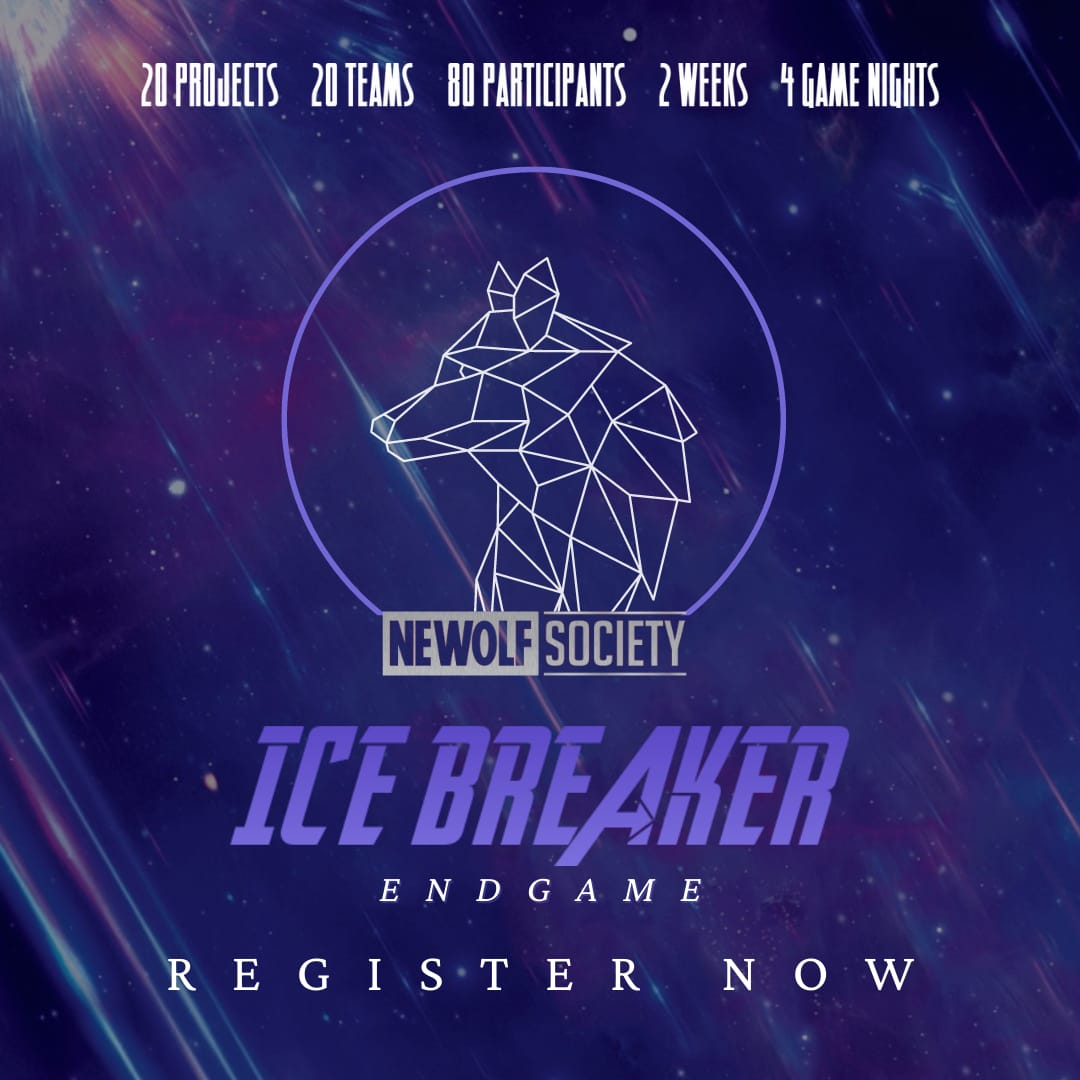 20 PROJECTS 20 TEAMS 80 PARTICIPANTS 2 WEEKS 4 GAME NIGHTS
NEWOLF SOCIETY
ICE BREAKER
ENDGAME
REGISTER NOW